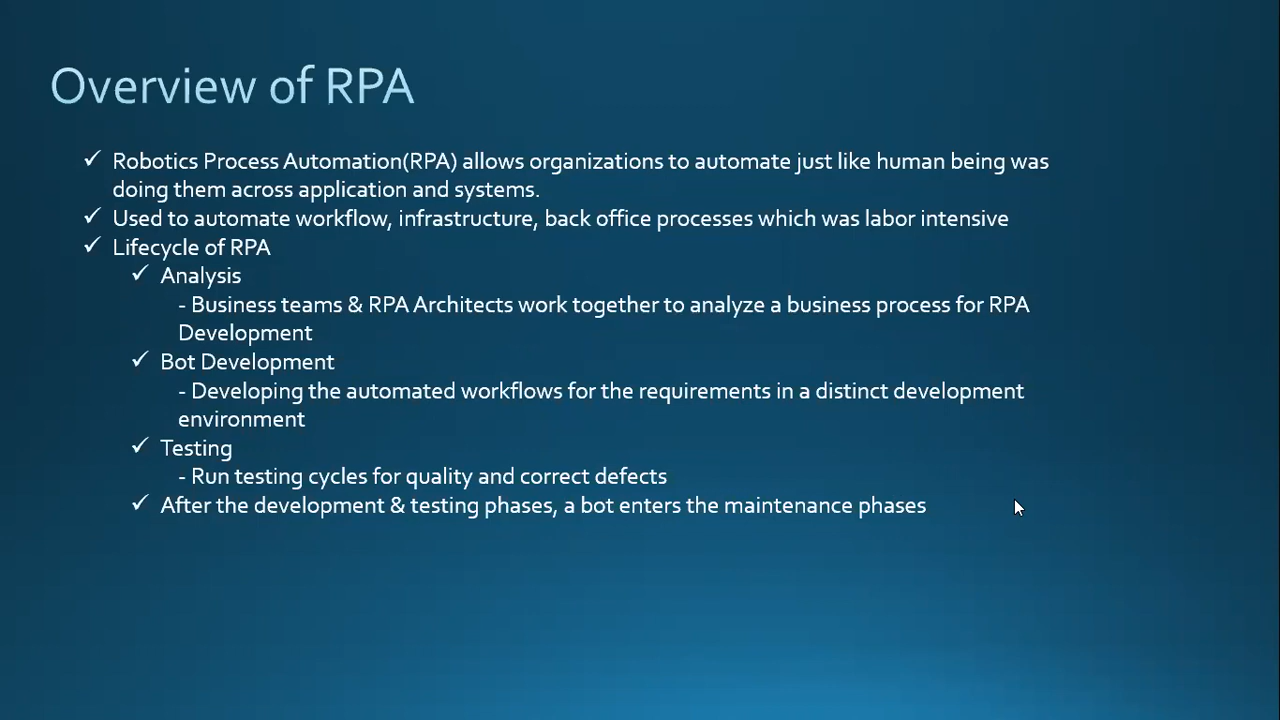 Overview of RPA
✓ Robotics Process Automation(RPA) allows organizations to automate just like human being was
doing them across application and systems.
✓ Used to automate workflow, infrastructure, back office processes which was labor intensive
✓ Lifecycle of RPA
✓ Analysis
- Business teams & RPA Architects work together to analyze a business process for RPA
Development
✓ Bot Development
- Developing the automated workflows for the requirements in a distinct development
environment
✓ Testing
- Run testing cycles for quality and correct defects
✓ After the development & testing phases, a bot enters the maintenance phases